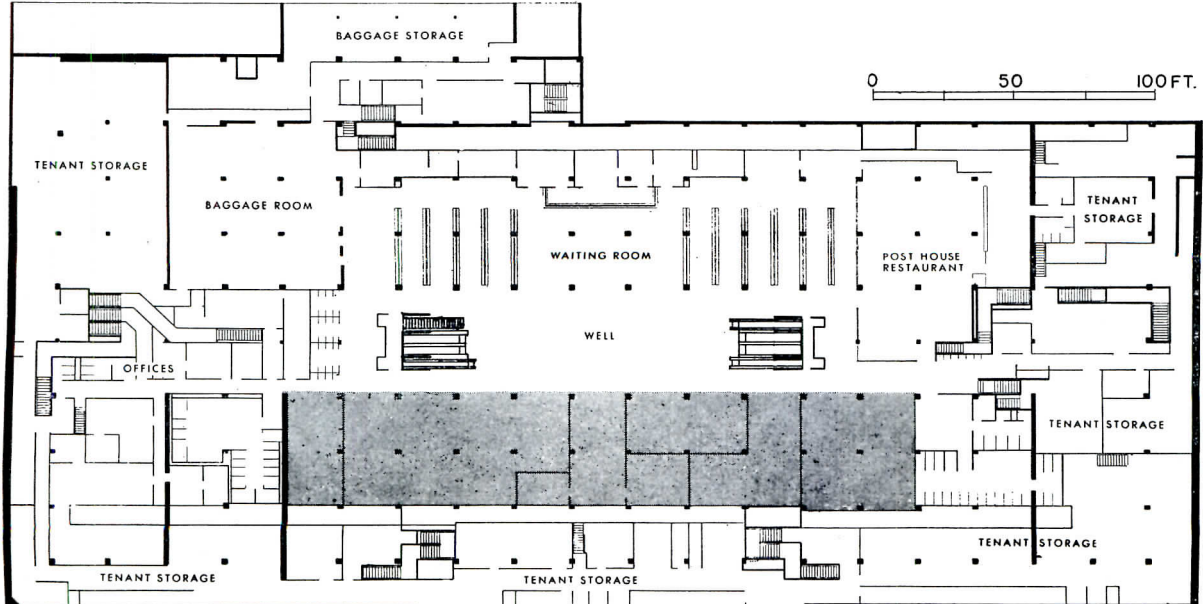 BAGGAGE STORAGE
0 50 100 FT.
TENANT STORAGE
BAGGAGE ROOM
TENANT
STORAGE
WAITING ROOM
POST HOUSE
RESTAURANT
WELL
OFFICES
TENANT STORAGE
TENANT STORAGE
TENANT STORAGE
TENANT STORAGE